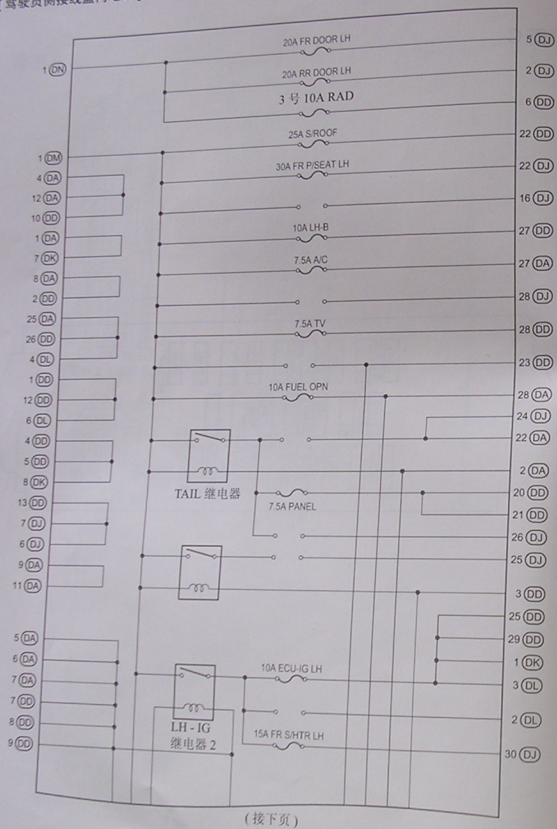 20A FR DOOR LH
5 DJ
1 DN
20A RR DOOR LH
2 DJ
3 号 10A RAD
6 DD
25A S/ROOF
22 DD
1 DM
30A FR P/SEAT LH
22 DJ
4 DA
12 DA
16 DJ
10 DD
10A LH-B
27 DD
1 DA
7 DK
7.5A A/C
27 DA
8 DA
2 DD
28 DJ
25 DA
7.5A TV
28 DD
26 DD
4 DL
23 DD
1 DD
10A FUEL OPN
28 DA
12 DD
24 DJ
6 DL
22 DA
4 DD
5 DD
2 DA
8 DK
TAIL 继电器
20 DD
13 DD
7.5A PANEL
21 DD
7 DJ
26 DJ
6 DJ
25 DJ
9 DA
11 DA
3 DD
25 DD
5 DA
29 DD
6 DA
10A ECU-IG LH
1 DK
7 DA
3 DL
7 DD
2 DL
8 DD
LH - IG
15A FR S/HTR LH
9 DD
继电器 2
30 DJ
(接下页)